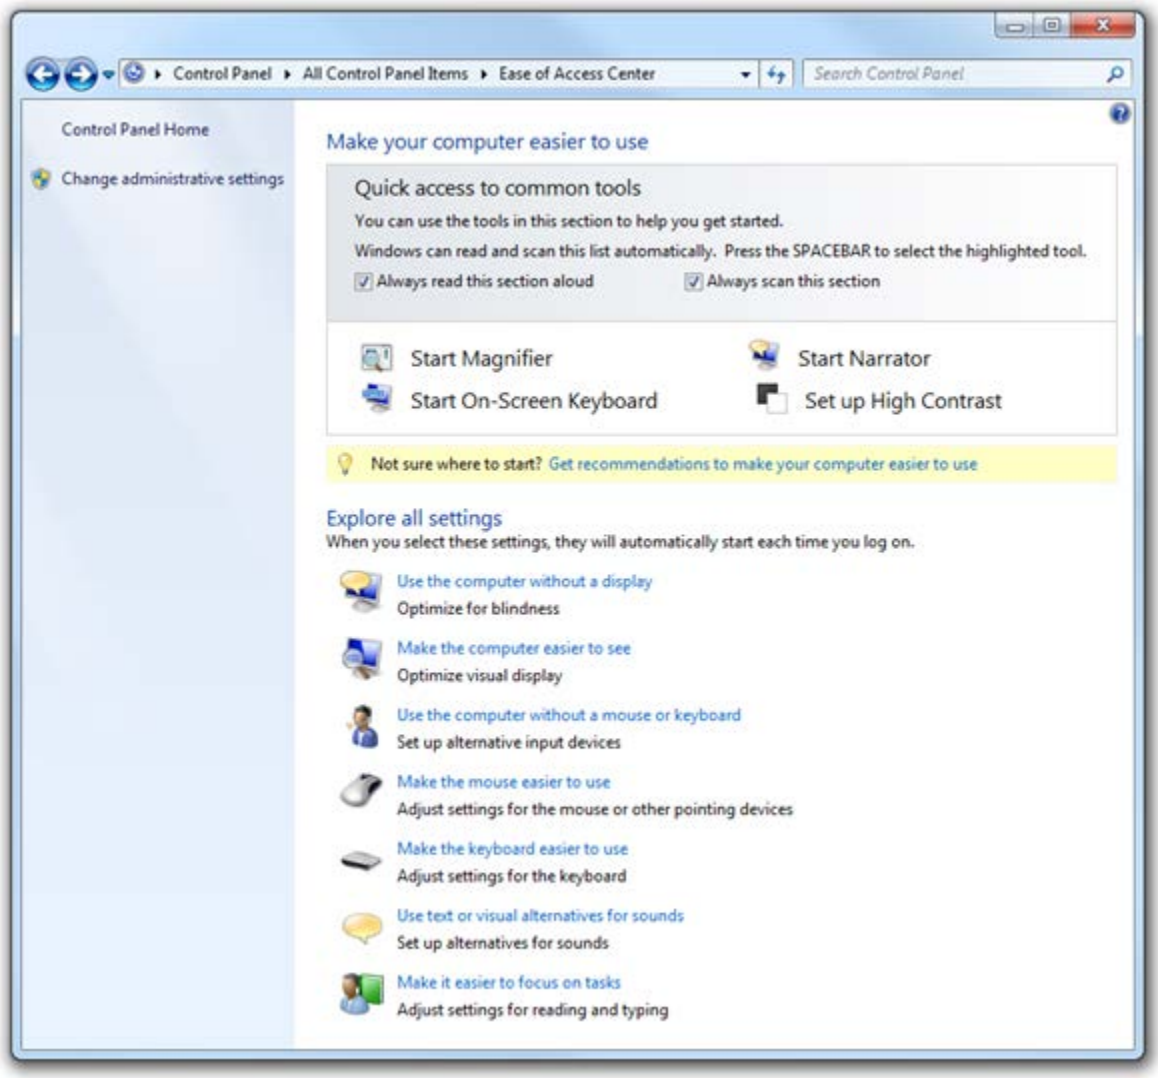 Control Panel ▸ All Control Panel Items ▸ Ease of Access Center
Search Control Panel
Control Panel Home
Change administrative settings
Make your computer easier to use
Quick access to common tools
You can use the tools in this section to help you get started.
Windows can read and scan this list automatically. Press the SPACEBAR to select the highlighted tool.
Always read this section aloud
Always scan this section
Start Magnifier
Start Narrator
Start On-Screen Keyboard
Set up High Contrast
Not sure where to start? Get recommendations to make your computer easier to use
Explore all settings
When you select these settings, they will automatically start each time you log on.
Use the computer without a display
Optimize for blindness
Make the computer easier to see
Optimize visual display
Use the computer without a mouse or keyboard
Set up alternative input devices
Make the mouse easier to use
Adjust settings for the mouse or other pointing devices
Make the keyboard easier to use
Adjust settings for the keyboard
Use text or visual alternatives for sounds
Set up alternatives for sounds
Make it easier to focus on tasks
Adjust settings for reading and typing